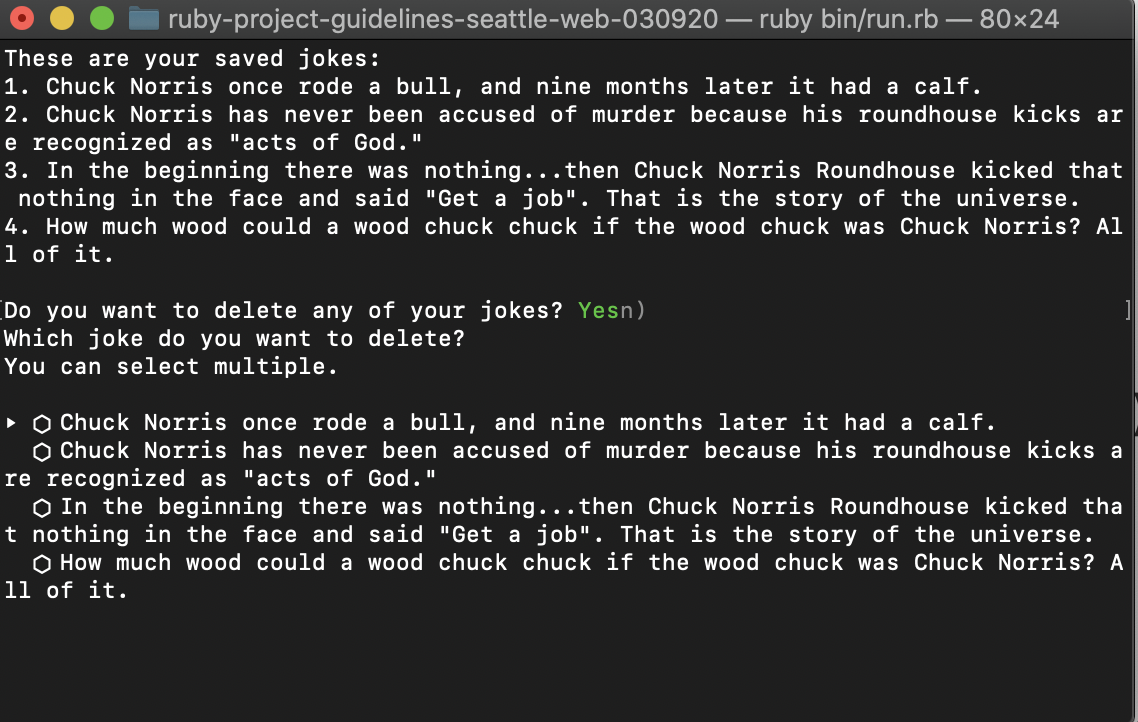 ruby-project-guidelines-seattle-web-030920 — ruby bin/run.rb — 80×24
These are your saved jokes:
1. Chuck Norris once rode a bull, and nine months later it had a calf.
2. Chuck Norris has never been accused of murder because his roundhouse kicks ar
e recognized as "acts of God."
3. In the beginning there was nothing...then Chuck Norris Roundhouse kicked that
 nothing in the face and said "Get a job". That is the story of the universe.
4. How much wood could a wood chuck chuck if the wood chuck was Chuck Norris? Al
l of it.
[Do you want to delete any of your jokes? Yesn) ]
Which joke do you want to delete?
You can select multiple.
‣ ⬡ Chuck Norris once rode a bull, and nine months later it had a calf.
  ⬡ Chuck Norris has never been accused of murder because his roundhouse kicks a
re recognized as "acts of God."
  ⬡ In the beginning there was nothing...then Chuck Norris Roundhouse kicked tha
t nothing in the face and said "Get a job". That is the story of the universe.
  ⬡ How much wood could a wood chuck chuck if the wood chuck was Chuck Norris? A
ll of it.